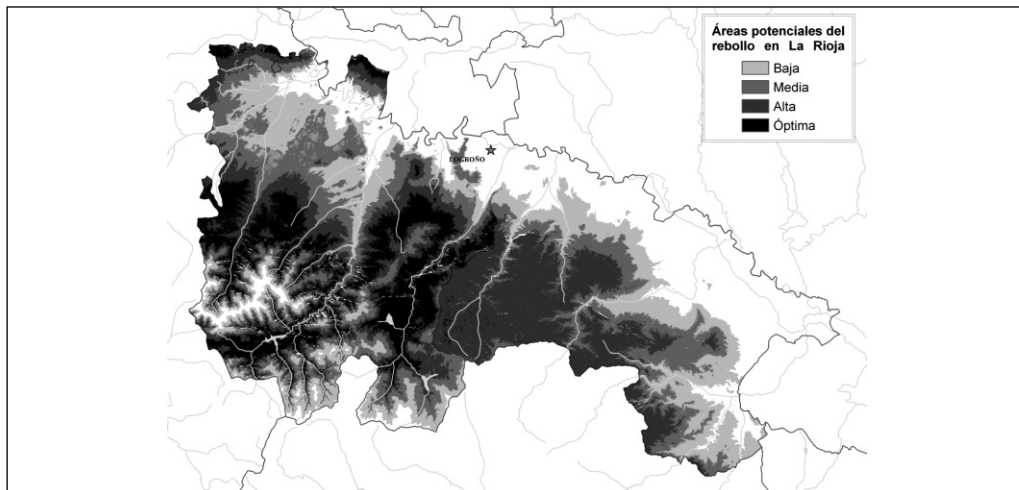 Áreas potenciales del
rebollo en La Rioja
Baja
Media
Alta
Óptima
LOGROÑO